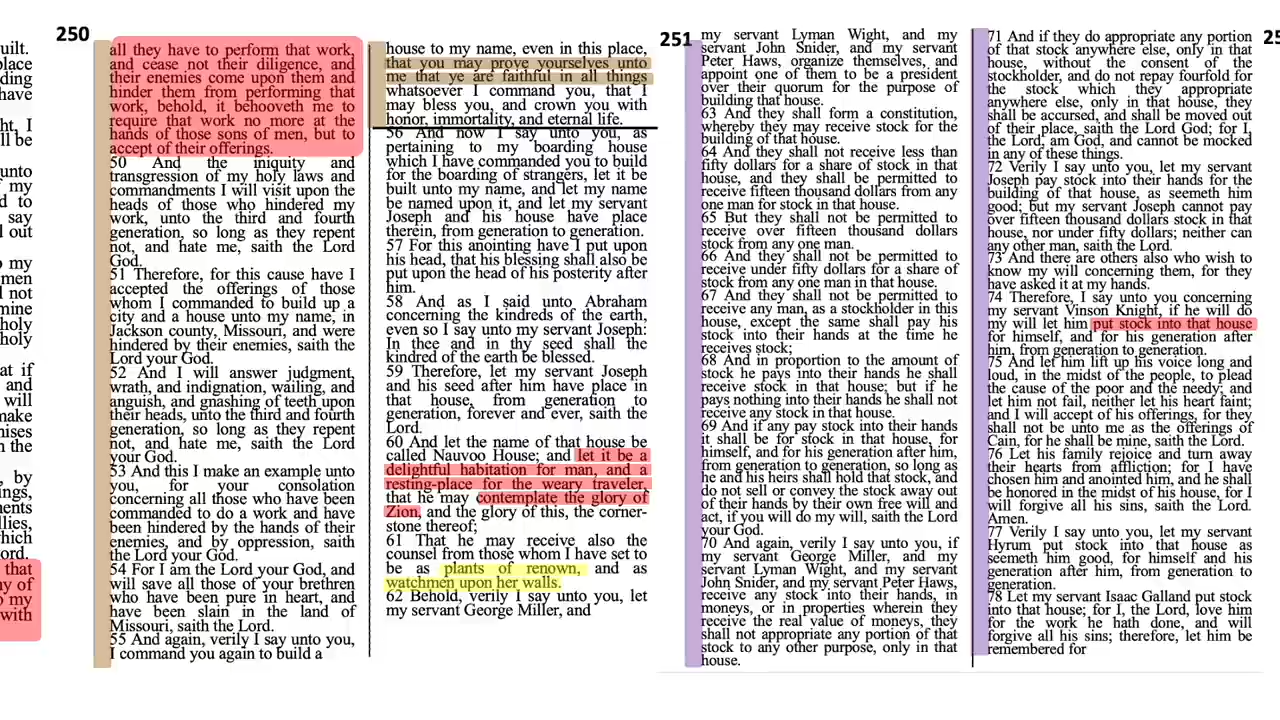 uilt.
place
ding
have
ht, I
ll be
unto
f my
d to
say
l out
o my
men
l not
mine
holy
holy
at if
and
will
make
mises
n the
, by
ings,
ments
llies,
which
ord.
that
ny of
o my
with
250
all they have to perform that work,
and cease not their diligence, and
their enemies come upon them and
hinder them from performing that
work, behold, it behooveth me to
require that work no more at the
hands of those sons of men, but to
accept of their offerings.
50 And the iniquity and
transgression of my holy laws and
commandments I will visit upon the
heads of those who hindered my
work, unto the third and fourth
generation, so long as they repent
not, and hate me, saith the Lord
God.
51 Therefore, for this cause have I
accepted the offerings of those
whom I commanded to build up a
city and a house unto my name, in
Jackson county, Missouri, and were
hindered by their enemies, saith the
Lord your God.
52 And I will answer judgment,
wrath, and indignation, wailing, and
anguish, and gnashing of teeth upon
their heads, unto the third and fourth
generation, so long as they repent
not, and hate me, saith the Lord
your God.
53 And this I make an example unto
you, for your consolation
concerning all those who have been
commanded to do a work and have
been hindered by the hands of their
enemies, and by oppression, saith
the Lord your God.
54 For I am the Lord your God, and
will save all those of your brethren
who have been pure in heart, and
have been slain in the land of
Missouri, saith the Lord.
55 And again, verily I say unto you,
I command you again to build a
house to my name, even in this place,
that you may prove yourselves unto
me that ye are faithful in all things
whatsoever I command you, that I
may bless you, and crown you with
honor, immortality, and eternal life.
56 And now I say unto you, as
pertaining to my boarding house
which I have commanded you to build
for the boarding of strangers, let it be
built unto my name, and let my name
be named upon it, and let my servant
Joseph and his house have place
therein, from generation to generation.
57 For this anointing have I put upon
his head, that his blessing shall also be
put upon the head of his posterity after
him.
58 And as I said unto Abraham
concerning the kindreds of the earth,
even so I say unto my servant Joseph:
In thee and in thy seed shall the
kindred of the earth be blessed.
59 Therefore, let my servant Joseph
and his seed after him have place in
that house, from generation to
generation, forever and ever, saith the
Lord.
60 And let the name of that house be
called Nauvoo House; and let it be a
delightful habitation for man, and a
resting-place for the weary traveler,
that he may contemplate the glory of
Zion, and the glory of this, the corner-
stone thereof;
61 That he may receive also the
counsel from those whom I have set to
be as plants of renown, and as
watchmen upon her walls.
62 Behold, verily I say unto you, let
my servant George Miller, and
251
my servant Lyman Wight, and my
servant John Snider, and my servant
Peter Haws, organize themselves, and
appoint one of them to be a president
over their quorum for the purpose of
building that house.
63 And they shall form a constitution,
whereby they may receive stock for the
building of that house.
64 And they shall not receive less than
fifty dollars for a share of stock in that
house, and they shall be permitted to
receive fifteen thousand dollars from any
one man for stock in that house.
65 But they shall not be permitted to
receive over fifteen thousand dollars
stock from any one man.
66 And they shall not be permitted to
receive under fifty dollars for a share of
stock from any one man in that house.
67 And they shall not be permitted to
receive any man, as a stockholder in this
house, except the same shall pay his
stock into their hands at the time he
receives stock;
68 And in proportion to the amount of
stock he pays into their hands he shall
receive stock in that house; but if he
pays nothing into their hands he shall not
receive any stock in that house.
69 And if any pay stock into their hands
it shall be for stock in that house, for
himself, and for his generation after him,
from generation to generation, so long as
he and his heirs shall hold that stock, and
do not sell or convey the stock away out
of their hands by their own free will and
act, if you will do my will, saith the Lord
your God.
70 And again, verily I say unto you, if
my servant George Miller, and my
servant Lyman Wight, and my servant
John Snider, and my servant Peter Haws,
receive any stock into their hands, in
moneys, or in properties wherein they
receive the real value of moneys, they
shall not appropriate any portion of that
stock to any other purpose, only in that
house.
71 And if they do appropriate any portion
of that stock anywhere else, only in that
house, without the consent of the
stockholder, and do not repay fourfold for
the stock which they appropriate
anywhere else, only in that house, they
shall be accursed, and shall be moved out
of their place, saith the Lord God; for I,
the Lord, am God, and cannot be mocked
in any of these things.
72 Verily I say unto you, let my servant
Joseph pay stock into their hands for the
building of that house, as seemeth him
good; but my servant Joseph cannot pay
over fifteen thousand dollars stock in that
house, nor under fifty dollars; neither can
any other man, saith the Lord.
73 And there are others also who wish to
know my will concerning them, for they
have asked it at my hands.
74 Therefore, I say unto you concerning
my servant Vinson Knight, if he will do
my will let him put stock into that house
for himself, and for his generation after
him, from generation to generation.
75 And let him lift up his voice long and
loud, in the midst of the people, to plead
the cause of the poor and the needy; and
let him not fail, neither let his heart faint;
and I will accept of his offerings, for they
shall not be unto me as the offerings of
Cain, for he shall be mine, saith the Lord.
76 Let his family rejoice and turn away
their hearts from affliction; for I have
chosen him and anointed him, and he shall
be honored in the midst of his house, for I
will forgive all his sins, saith the Lord.
Amen.
77 Verily I say unto you, let my servant
Hyrum put stock into that house as
seemeth him good, for himself and his
generation after him, from generation to
generation.
78 Let my servant Isaac Galland put stock
into that house; for I, the Lord, love him
for the work he hath done, and will
forgive all his sins; therefore, let him be
remembered for
25